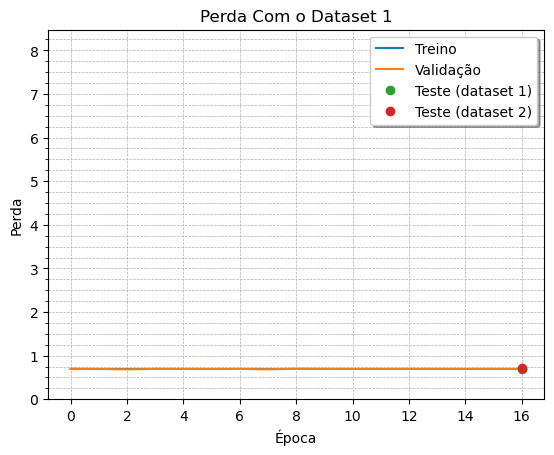 Perda Com o Dataset 1
8
7
6
5
4
3
2
1
0
Perda
Treino
Validação
Teste (dataset 1)
Teste (dataset 2)
0 2 4 6 8 10 12 14 16
Época